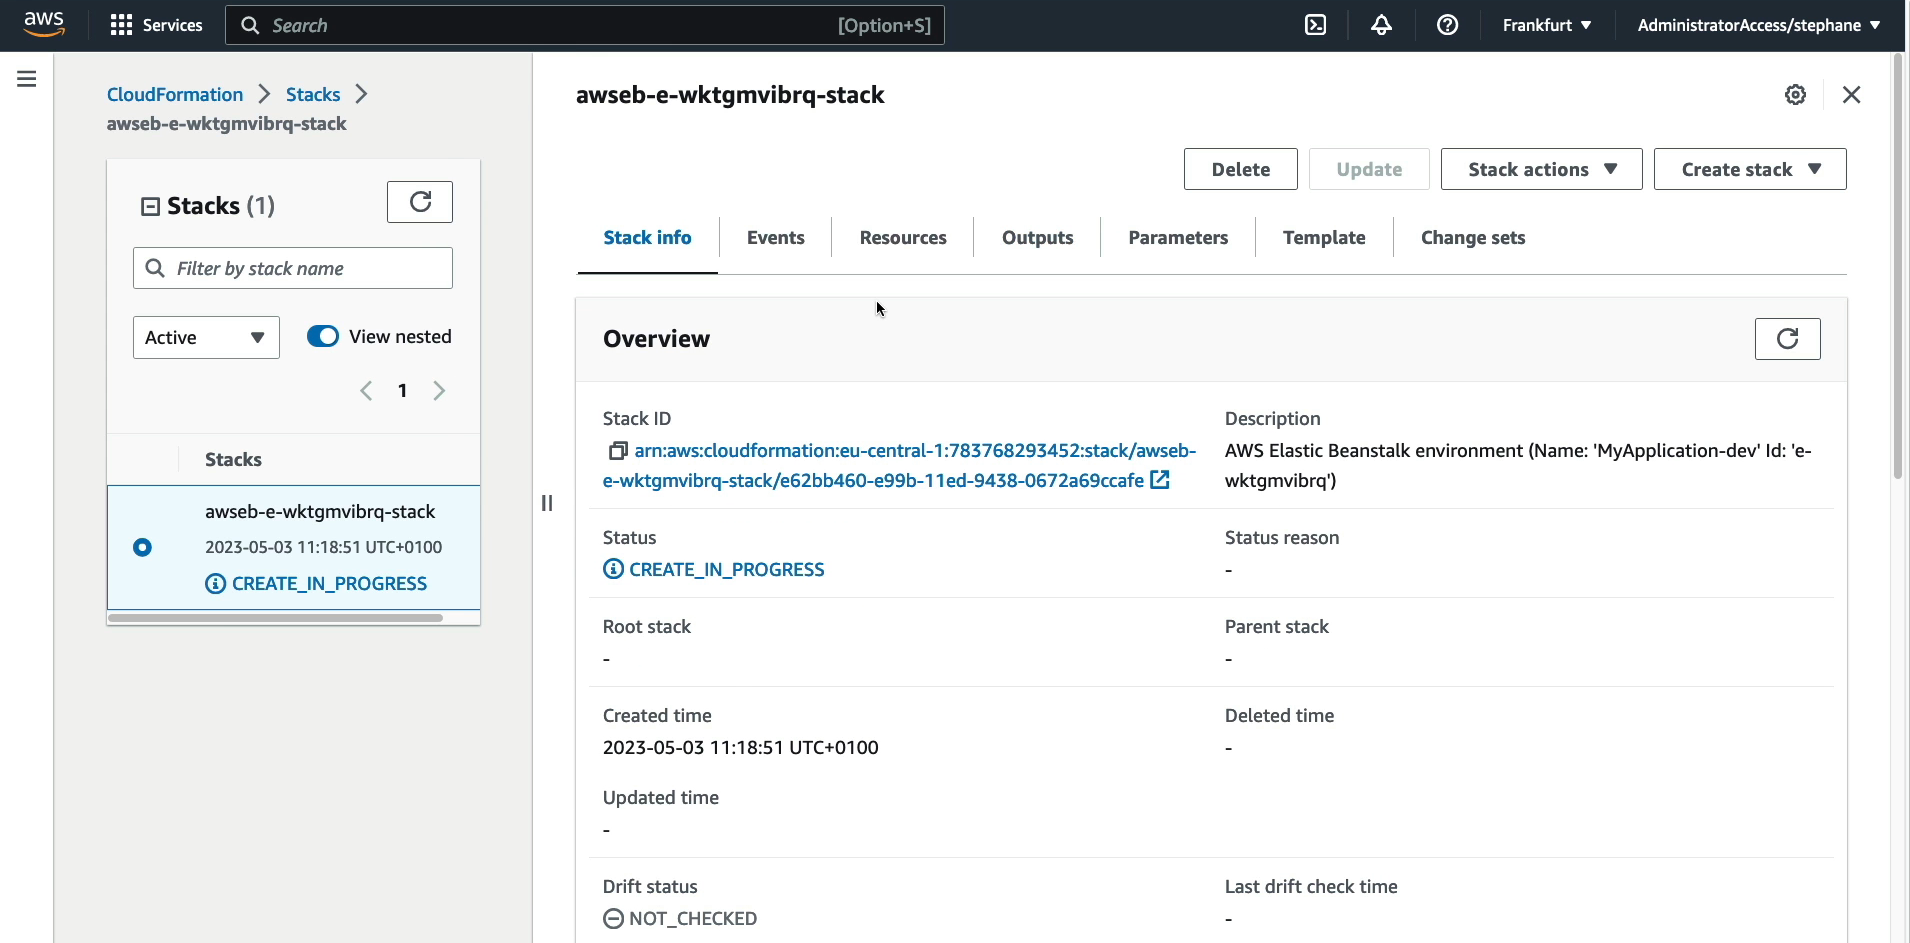 aws
Services
Search
[Option+S]
Frankfurt
AdministratorAccess/stephane
CloudFormation
Stacks
awseb-e-wktgmvibrq-stack
Stacks (1)
Filter by stack name
Active
View nested
1
Stacks
awseb-e-wktgmvibrq-stack
2023-05-03 11:18:51 UTC+0100
CREATE_IN_PROGRESS
awseb-e-wktgmvibrq-stack
Delete
Update
Stack actions
Create stack
Stack info
Events
Resources
Outputs
Parameters
Template
Change sets
Overview
Stack ID
arn:aws:cloudformation:eu-central-1:783768293452:stack/awseb-
e-wktgmvibrq-stack/e62bb460-e99b-11ed-9438-0672a69ccafe
Description
AWS Elastic Beanstalk environment (Name: 'MyApplication-dev' Id: 'e-
wktgmvibrq')
Status
CREATE_IN_PROGRESS
Status reason
-
Root stack
-
Parent stack
-
Created time
2023-05-03 11:18:51 UTC+0100
Deleted time
-
Updated time
-
Drift status
NOT_CHECKED
Last drift check time
-